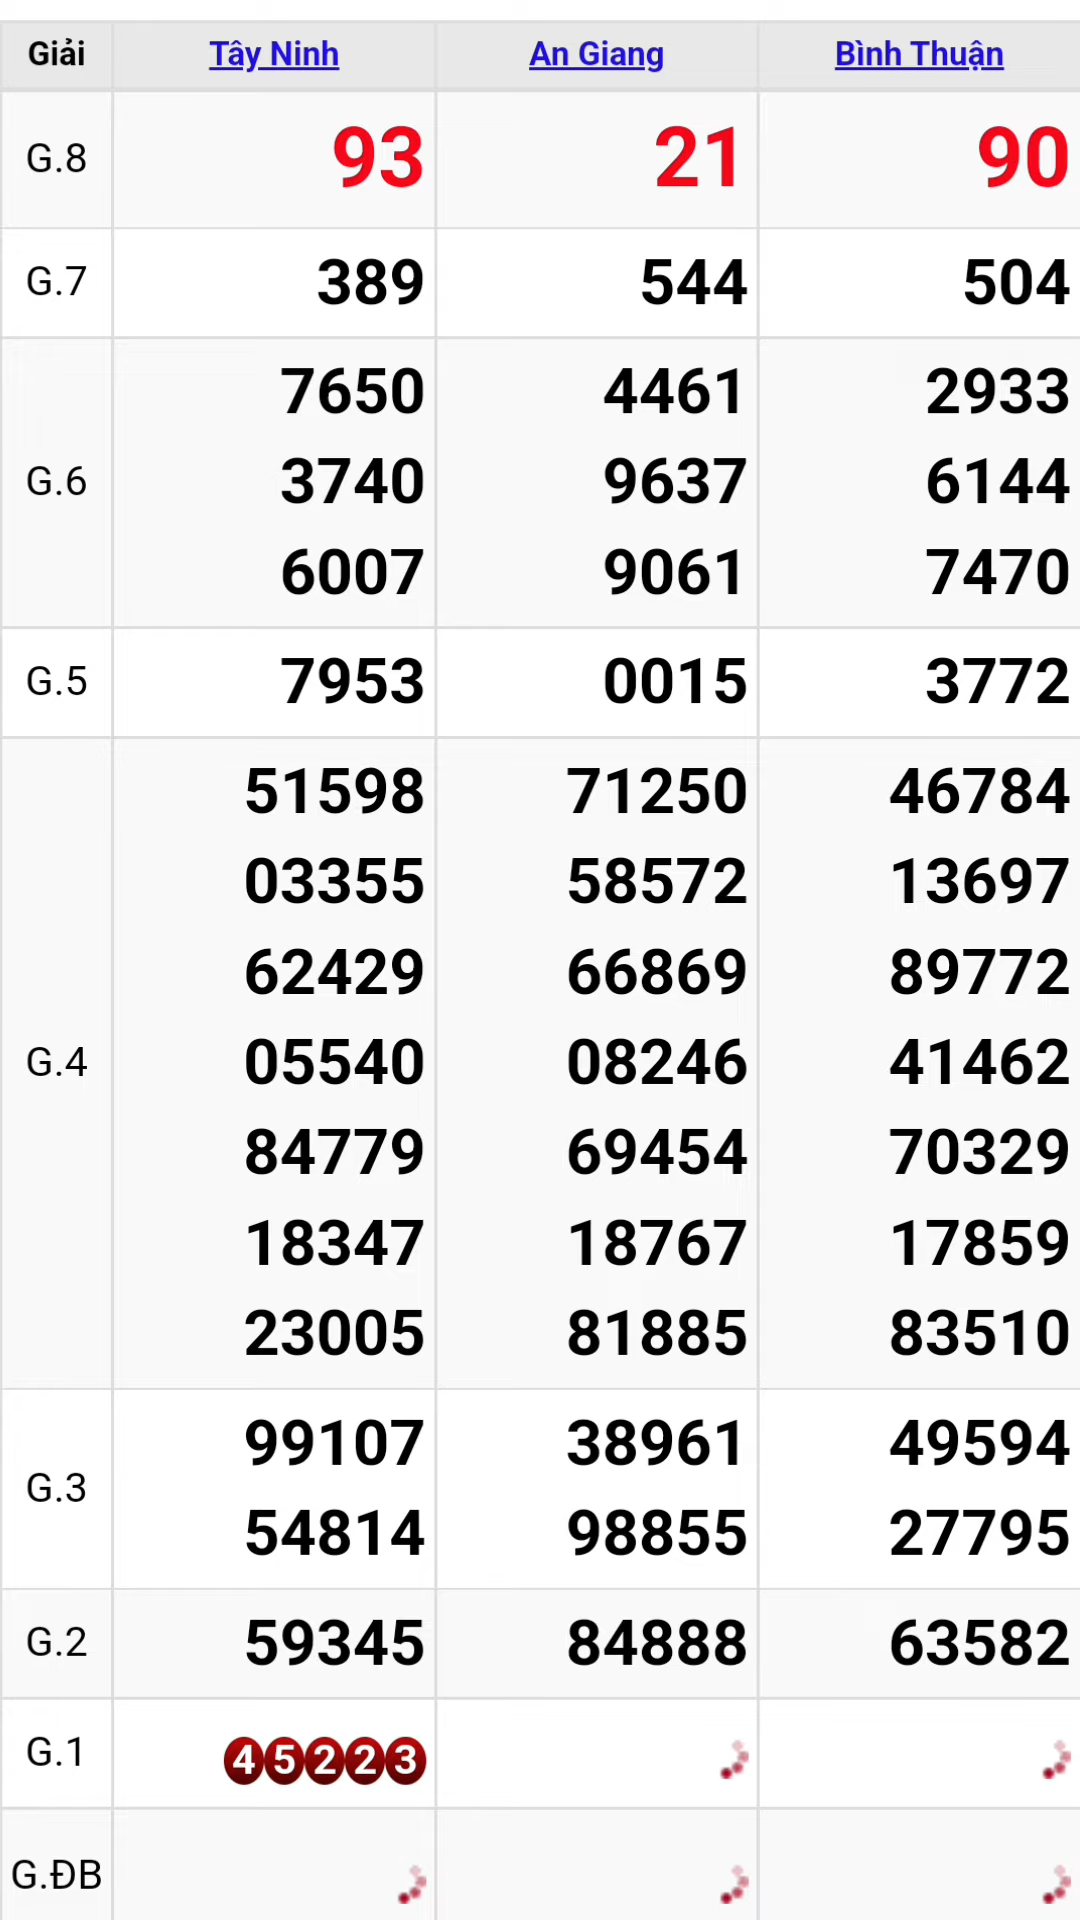 Giải Tây Ninh An Giang Bình Thuận
G.8 93 21 90
G.7 389 544 504
7650 4461 2933
G.6 3740 9637 6144
6007 9061 7470
G.5 7953 0015 3772
51598 71250 46784
03355 58572 13697
62429 66869 89772
G.4 05540 08246 41462
84779 69454 70329
18347 18767 17859
23005 81885 83510
G.3 99107 38961 49594
54814 98855 27795
G.2 59345 84888 63582
G.1 45223
G.ĐB